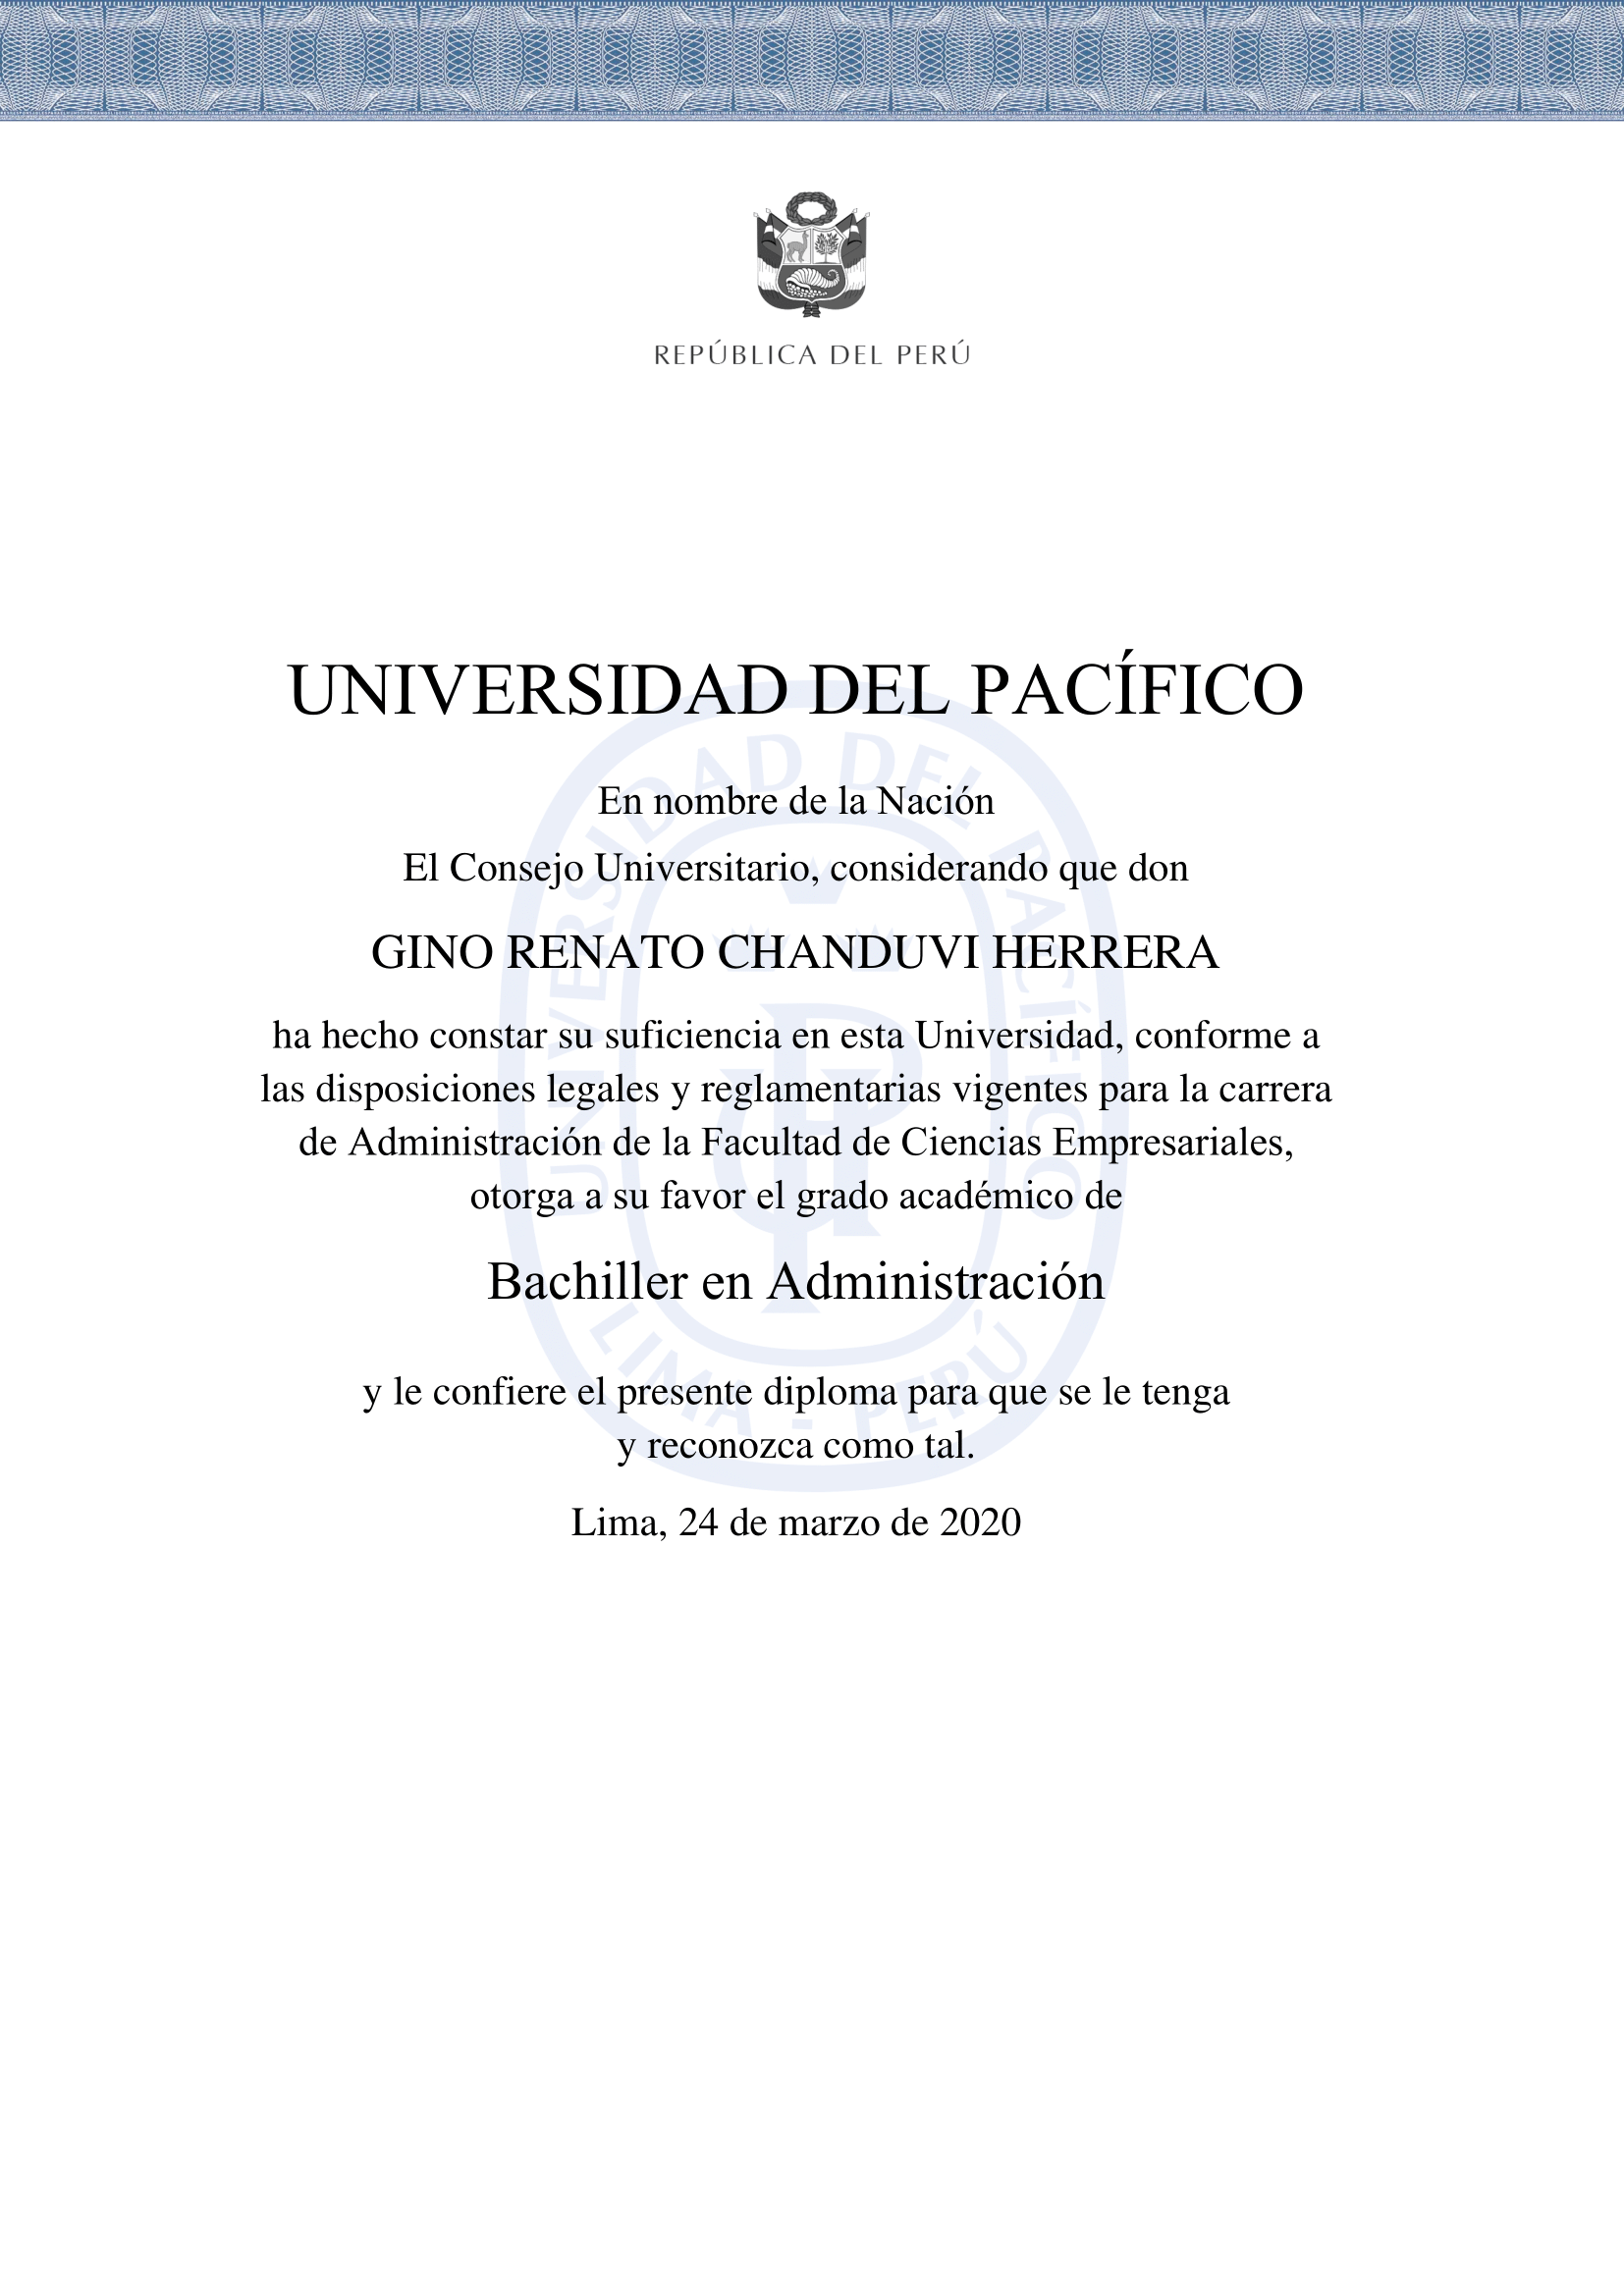 REPÚBLICA DEL PERÚ
UNIVERSIDAD DEL PACÍFICO
En nombre de la Nación
El Consejo Universitario, considerando que don
GINO RENATO CHANDUVI HERRERA
ha hecho constar su suficiencia en esta Universidad, conforme a
las disposiciones legales y reglamentarias vigentes para la carrera
de Administración de la Facultad de Ciencias Empresariales,
otorga a su favor el grado académico de
Bachiller en Administración
y le confiere el presente diploma para que se le tenga
y reconozca como tal.
Lima, 24 de marzo de 2020
UNIVERSIDAD DEL PACÍFICO
LIMA - PERÚ